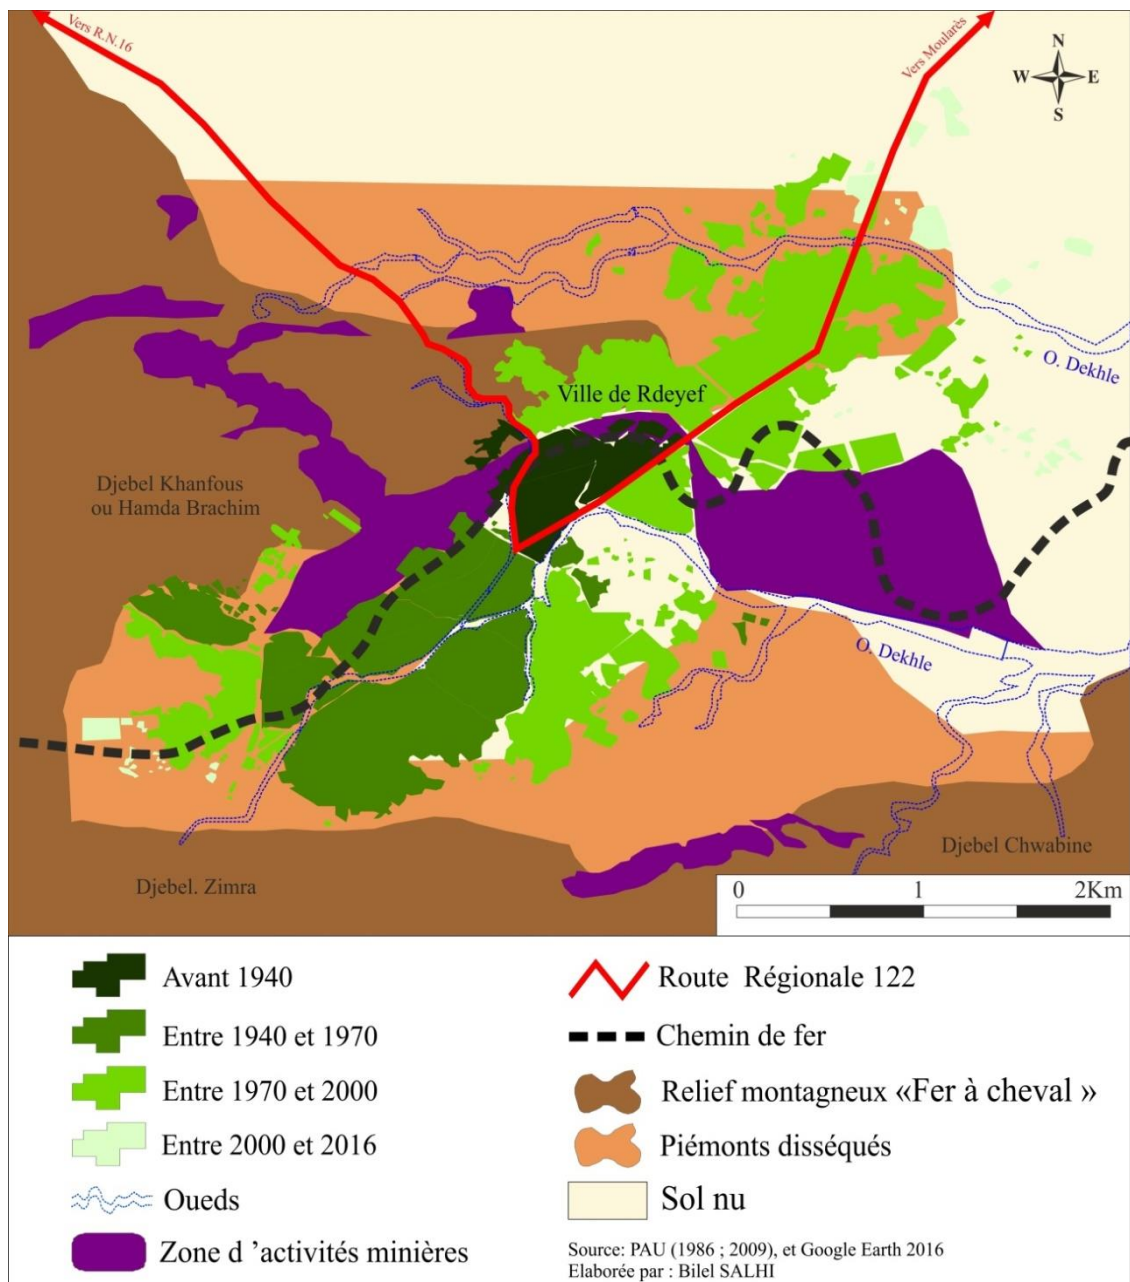 Vers R.N.16
Vers Moularès
N
W E
S
O. Dekhle
Ville de Rdeyef
Djebel Khanfous
ou Hamda Brachim
O. Dekhle
Djebel Chwabine
Djebel. Zimra
0 1 2Km
Avant 1940
Entre 1940 et 1970
Entre 1970 et 2000
Entre 2000 et 2016
Oueds
Zone d ’activités minières
Route Régionale 122
Chemin de fer
Relief montagneux «Fer à cheval »
Piémonts disséqués
Sol nu
Source: PAU (1986 ; 2009), et Google Earth 2016
Elaborée par : Bilel SALHI